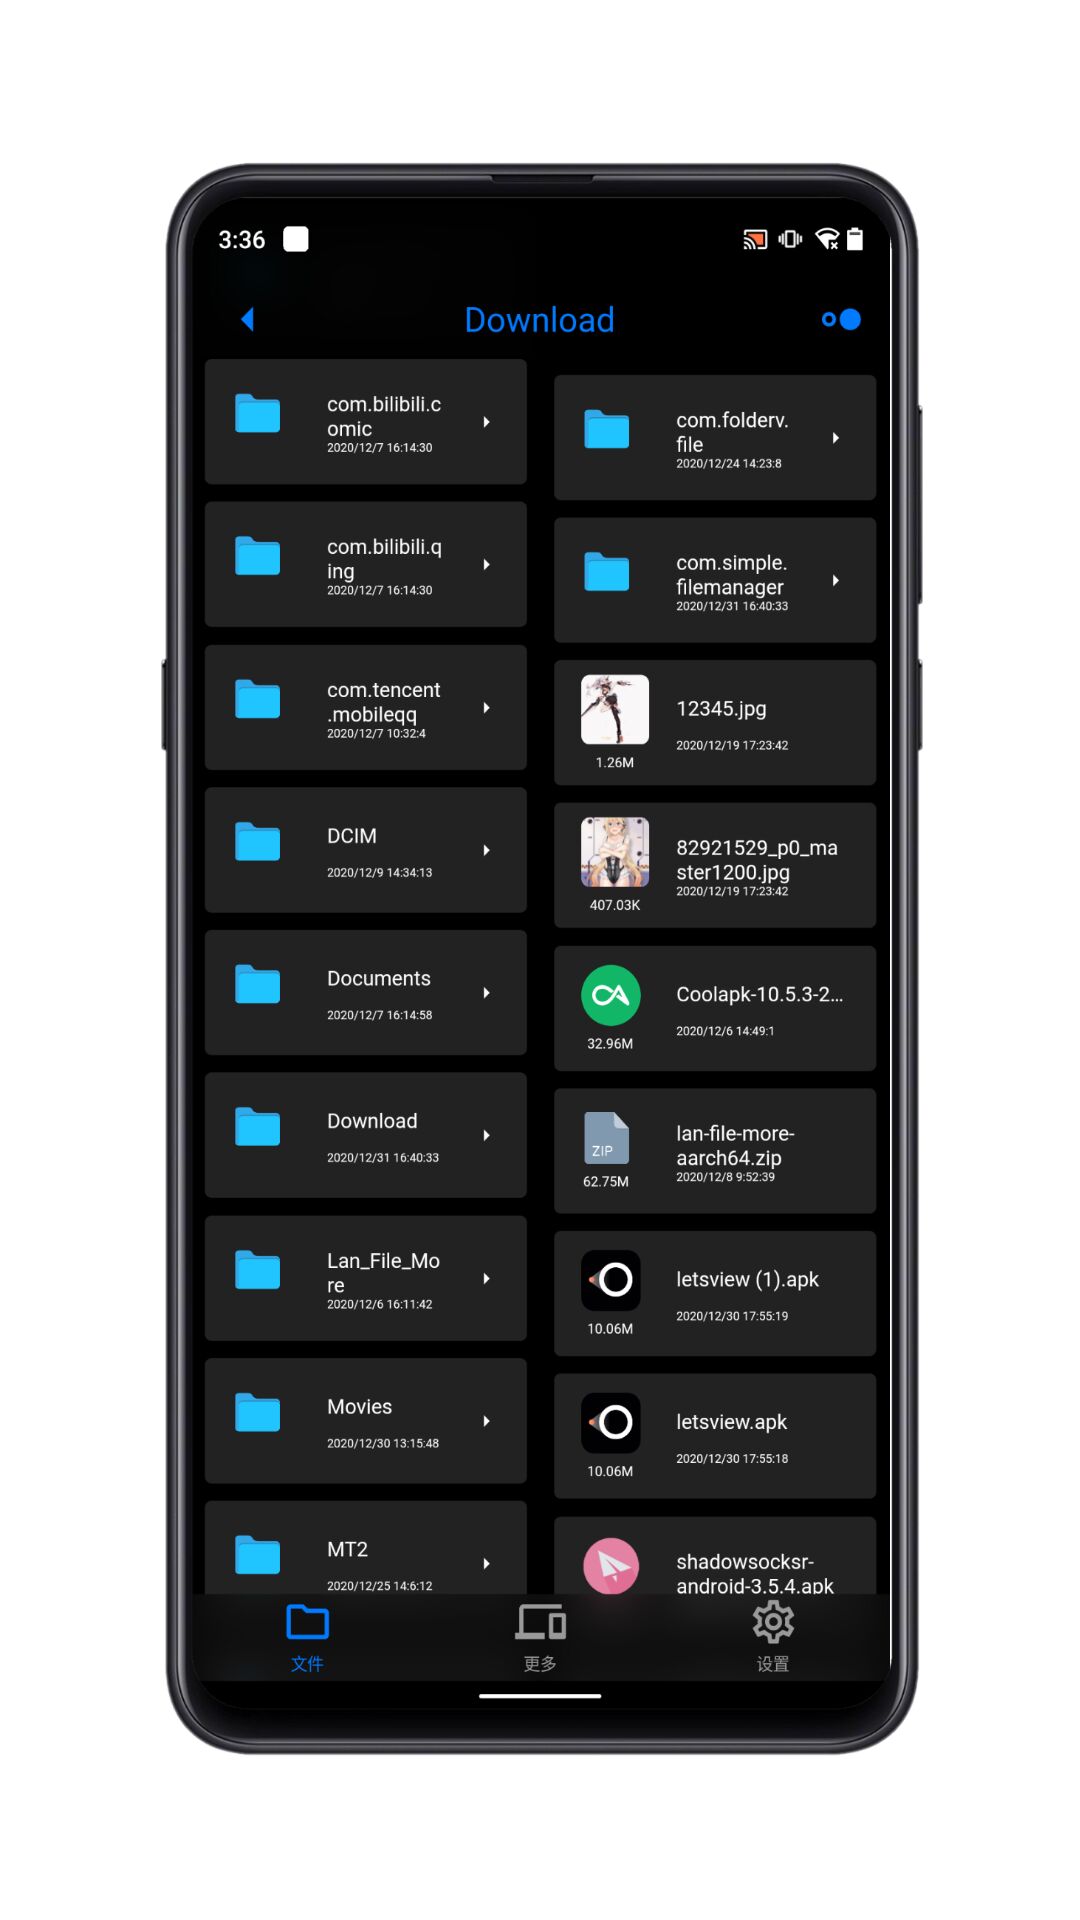 3:36
Download
com.bilibili.c
omic
2020/12/7 16:14:30
com.bilibili.q
ing
2020/12/7 16:14:30
com.tencent
.mobileqq
2020/12/7 10:32:4
DCIM
2020/12/9 14:34:13
Documents
2020/12/7 16:14:58
Download
2020/12/31 16:40:33
Lan_File_Mo
re
2020/12/6 16:11:42
Movies
2020/12/30 13:15:48
MT2
2020/12/25 14:6:12
com.folderv.
file
2020/12/24 14:23:8
com.simple.
filemanager
2020/12/31 16:40:33
12345.jpg
2020/12/19 17:23:42
1.26M
82921529_p0_ma
ster1200.jpg
2020/12/19 17:23:42
407.03K
Coolapk-10.5.3-2...
2020/12/6 14:49:1
32.96M
ZIP
lan-file-more-
aarch64.zip
2020/12/8 9:52:39
62.75M
letsview (1).apk
2020/12/30 17:55:19
10.06M
letsview.apk
2020/12/30 17:55:18
10.06M
shadowsocksr-
android-3.5.4.apk
文件
更多
设置